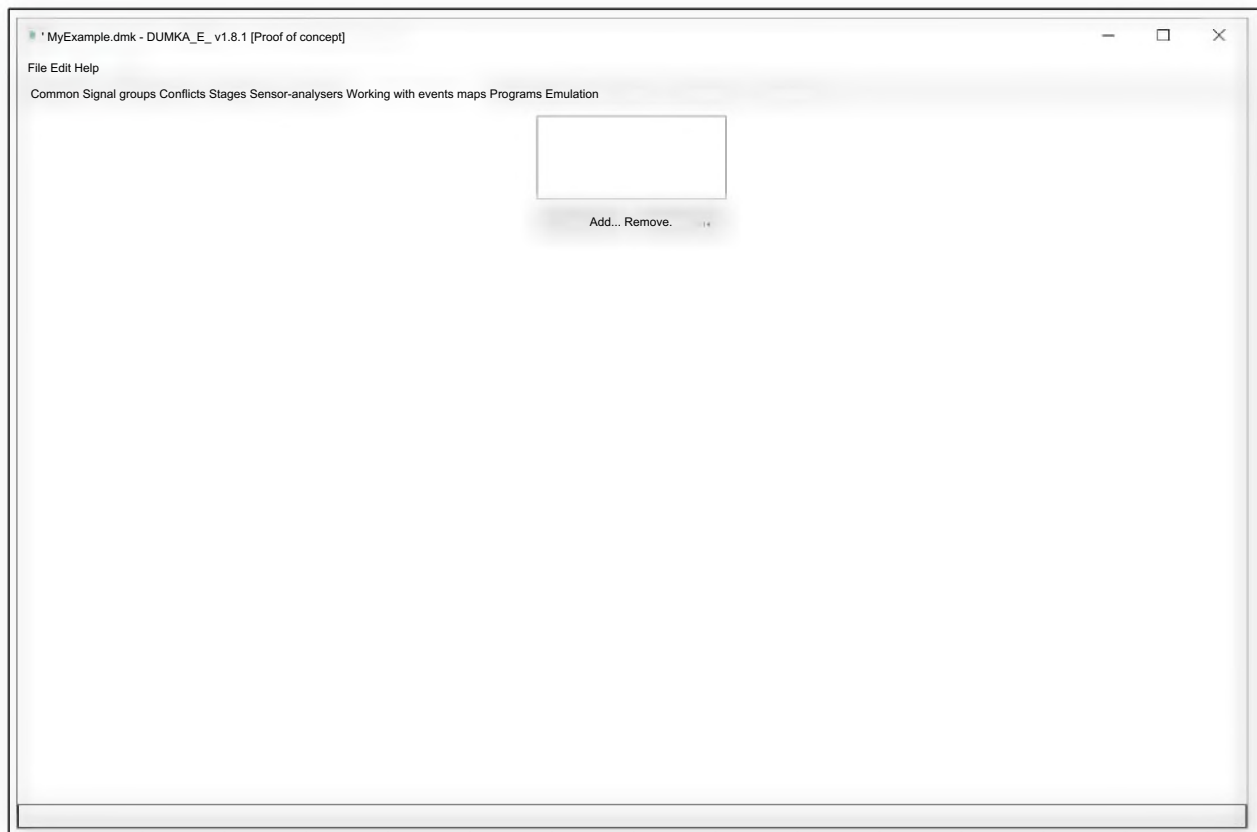 ' MyExample.dmk - DUMKA_E_ v1.8.1 [Proof of concept]
File Edit Help
Common Signal groups Conflicts Stages Sensor-analysers Working with events maps Programs Emulation
Add... Remove.